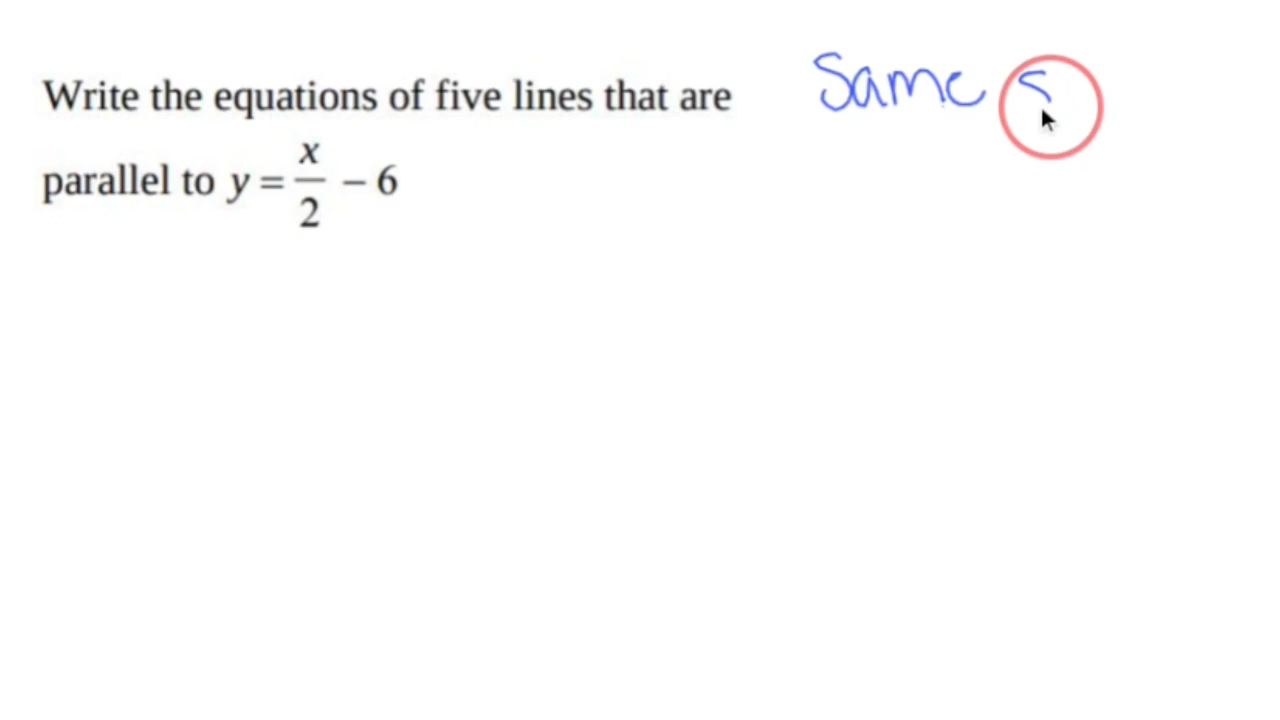 Write the equations of five lines that are Same s
parallel to y = x/2 − 6